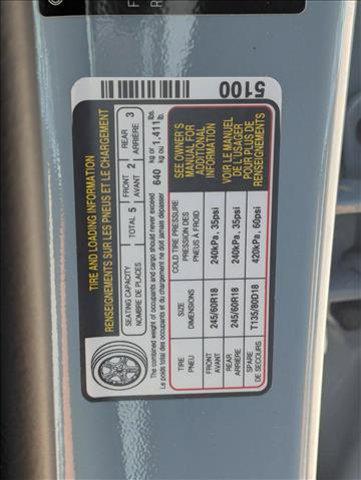 TIRE AND LOADING INFORMATION
RENSEIGNEMENTS SUR LES PNEUS ET LE CHARGEMENT
SEATING CAPACITY
NOMBRE DE PLACES
TOTAL 5
FRONT
AVANT 2
REAR
ARRIÈRE 3
The combined weight of occupants and cargo should never exceed
Le poids total des occupants et du chargement ne doit jamais dépasser
640 kg or kg ou 1,411 lbs. lb.
TIRE
PNEU
SIZE
DIMENSIONS
COLD TIRE PRESSURE
PRESSION DES
PNEUS À FROID
FRONT
AVANT
245/60R18
240kPa, 35psi
REAR
ARRIÈRE
245/60R18
240kPa, 35psi
SPARE
DE SECOURS
T135/80D18
420kPa, 60psi
SEE OWNER'S
MANUAL FOR
ADDITIONAL
INFORMATION
VOIR LE MANUEL
DE L'USAGER
POUR PLUS DE
RENSEIGNEMENTS
5100